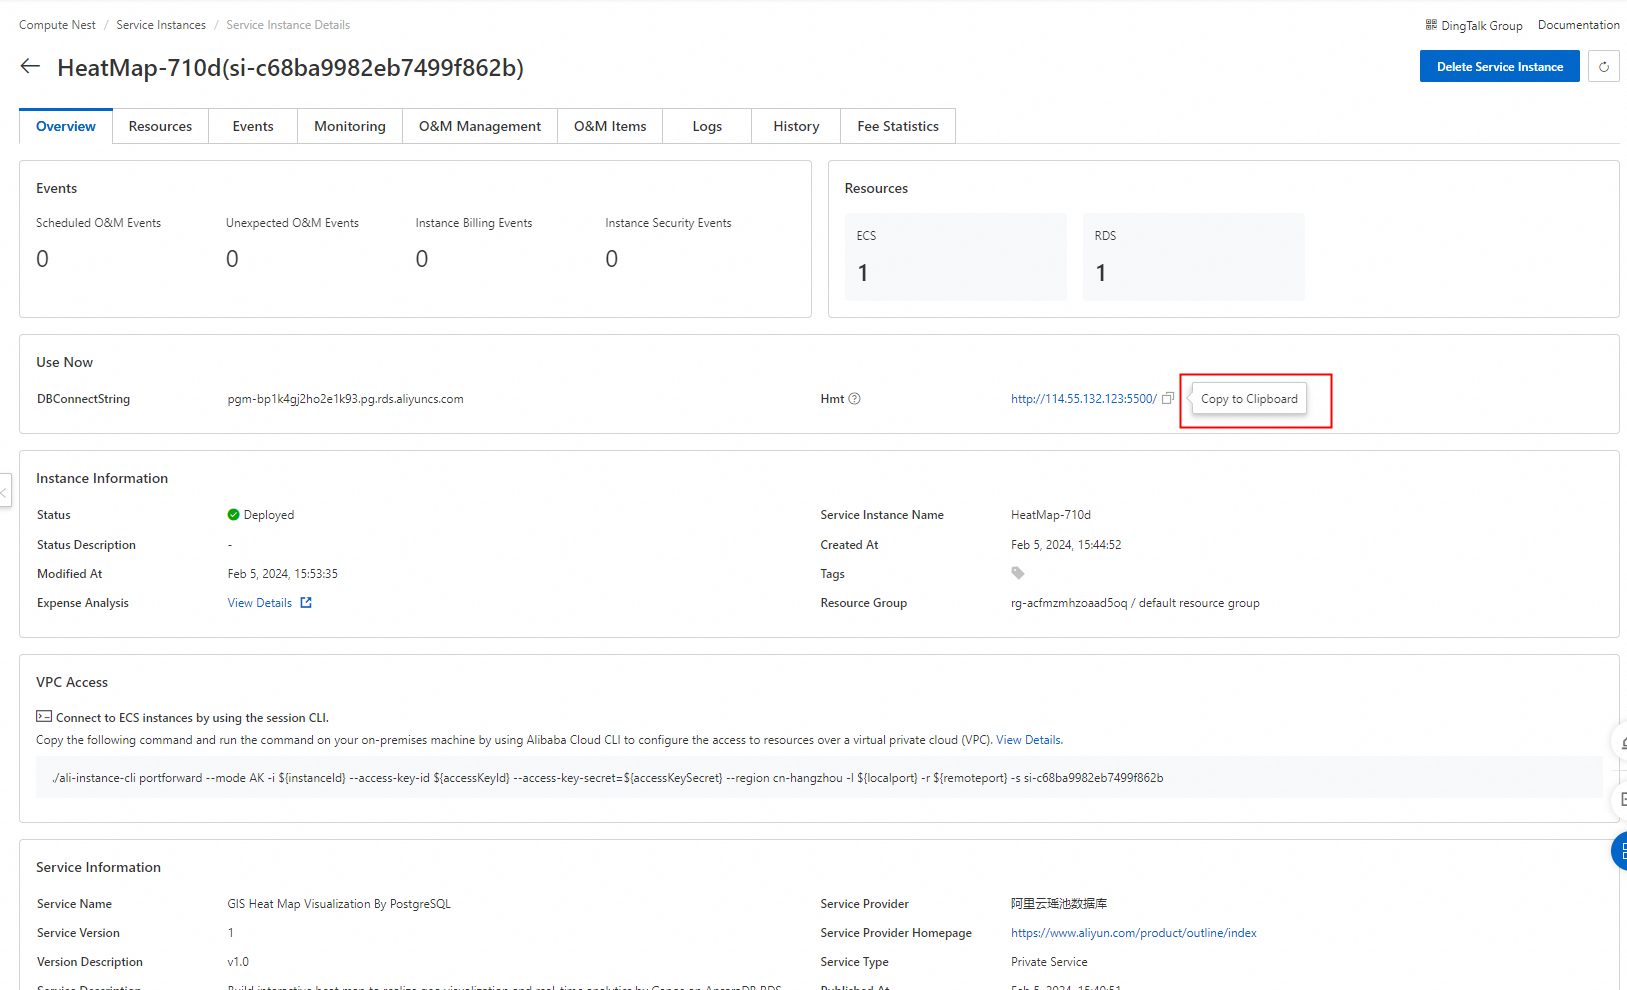 Compute Nest / Service Instances / Service Instance Details
DingTalk Group Documentation
HeatMap-710d(si-c68ba9982eb7499f862b)
Delete Service Instance
Overview Resources Events Monitoring O&M Management O&M Items Logs History Fee Statistics
Events
Scheduled O&M Events Unexpected O&M Events Instance Billing Events Instance Security Events
0 0 0 0
Resources
ECS RDS
1 1
Use Now
DBConnectString pgm-bp1k4gj2ho2e1k93.pg.rds.aliyuncs.com Hmt http://114.55.132.123:5500/ Copy to Clipboard
Instance Information
Status Deployed Service Instance Name HeatMap-710d
Status Description - Created At Feb 5, 2024, 15:44:52
Modified At Feb 5, 2024, 15:53:35 Tags
Expense Analysis View Details Resource Group rg-acfmzmhzoaad5oq / default resource group
VPC Access
Connect to ECS instances by using the session CLI.
Copy the following command and run the command on your on-premises machine by using Alibaba Cloud CLI to configure the access to resources over a virtual private cloud (VPC). View Details.
./ali-instance-cli portforward --mode AK -i ${instanceId} --access-key-id ${accessKeyId} --access-key-secret=${accessKeySecret} --region cn-hangzhou -l ${localport} -r ${remoteport} -s si-c68ba9982eb7499f862b
Service Information
Service Name GIS Heat Map Visualization By PostgreSQL Service Provider 阿里云瑶池数据库
Service Version 1 Service Provider Homepage https://www.aliyun.com/product/outline/index
Version Description v1.0 Service Type Private Service